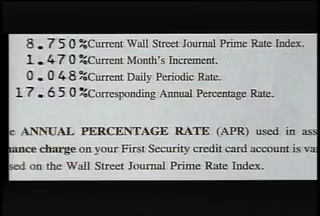 8.750%Current Wall Street Journal Prime Rate Index.
1.470%Current Month's Increment.
0.048%Current Daily Periodic Rate.
17.650%Corresponding Annual Percentage Rate.
ANNUAL PERCENTAGE RATE (APR) used in
charge on your First Security credit card account is
on the Wall Street Journal Prime Rate Index.